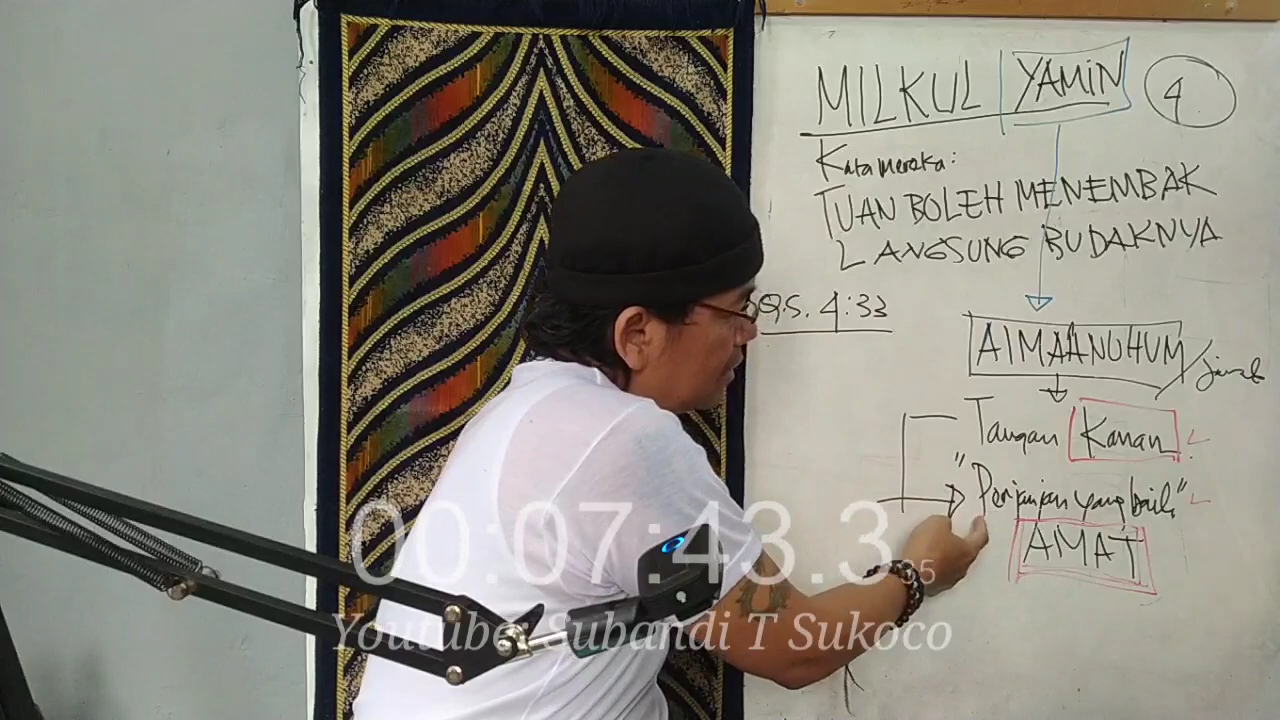 MILKUL YAMIN 4
Kata mereka:
TUAN BOLEH MENEMBAK
LANGSUNG BUDAKNYA
Q.S. 4:33
AIMAANUHUM
Tangan Kanan
"Perjanjian yang baik"
AMAT
00:07:43.3
Youtuber Subandi T Sukoco